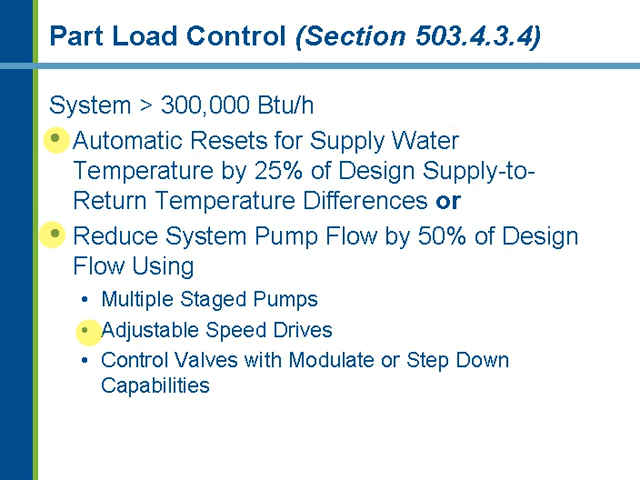 Part Load Control (Section 503.4.3.4)
System > 300,000 Btu/h
• Automatic Resets for Supply Water
Temperature by 25% of Design Supply-to-
Return Temperature Differences or
• Reduce System Pump Flow by 50% of Design
Flow Using
• Multiple Staged Pumps
• Adjustable Speed Drives
• Control Valves with Modulate or Step Down
Capabilities